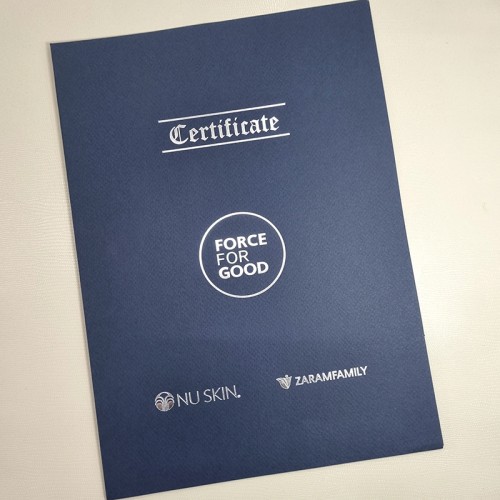 Certificate
FORCE
FOR
GOOD
NU SKIN.
ZARAMFAMILY